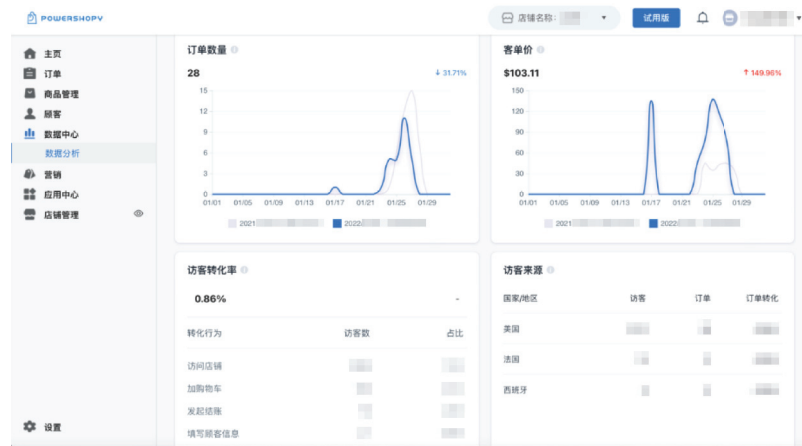 POWERSHOPY
店铺名称:
试用版
主页
订单
商品管理
顾客
数据中心
数据分析
营销
应用中心
店铺管理
设置
订单数量
28 ↓ 31.71%
15
12
9
6
3
0
01/01 01/05 01/09 01/13 01/17 01/21 01/25 01/29
2021 2022
客单价
$103.11 ↑ 149.96%
150
120
90
60
30
0
01/01 01/05 01/09 01/13 01/17 01/21 01/25 01/29
2021 2022
访客转化率
0.86% -
转化行为 访客数 占比
访问店铺
加购物车
发起结账
填写顾客信息
访客来源
国家/地区 访客 订单 订单转化
美国
法国
西班牙